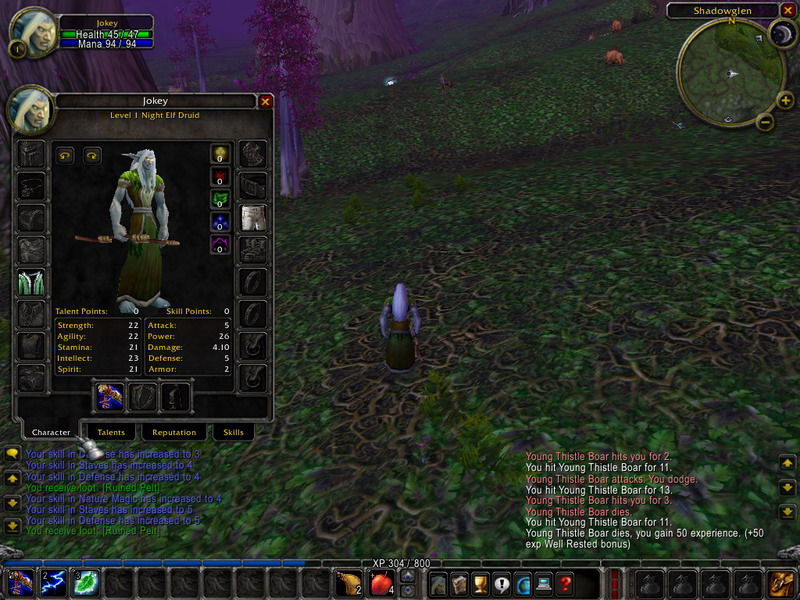 Jokey
Health 45 / 47
Mana 94 / 94
1
Shadowglen
N
Jokey
Level 1 Night Elf Druid
0
0
0
0
0
Talent Points: 0 Skill Points: 0
Strength: 22 Attack: 5
Agility: 22 Power: 26
Stamina: 21 Damage: 4.10
Intellect: 23 Defense: 5
Spirit: 21 Armor: 2
Character Talents Reputation Skills
Your skill in Defense has increased to 3
Your skill in Staves has increased to 4
Your skill in Defense has increased to 4
You receive loot: [Ruined Pelt]
Your skill in Nature Magic has increased to 4
Your skill in Staves has increased to 5
Your skill in Defense has increased to 5
You receive loot: [Ruined Pelt]
Young Thistle Boar hits you for 2.
You hit Young Thistle Boar for 11.
Young Thistle Boar attacks. You dodge.
You hit Young Thistle Boar for 13.
Young Thistle Boar hits you for 3.
Young Thistle Boar dies.
You hit Young Thistle Boar for 11.
Young Thistle Boar dies, you gain 50 experience. (+50
exp Well Rested bonus)
XP 304 / 800
2 3 2 4